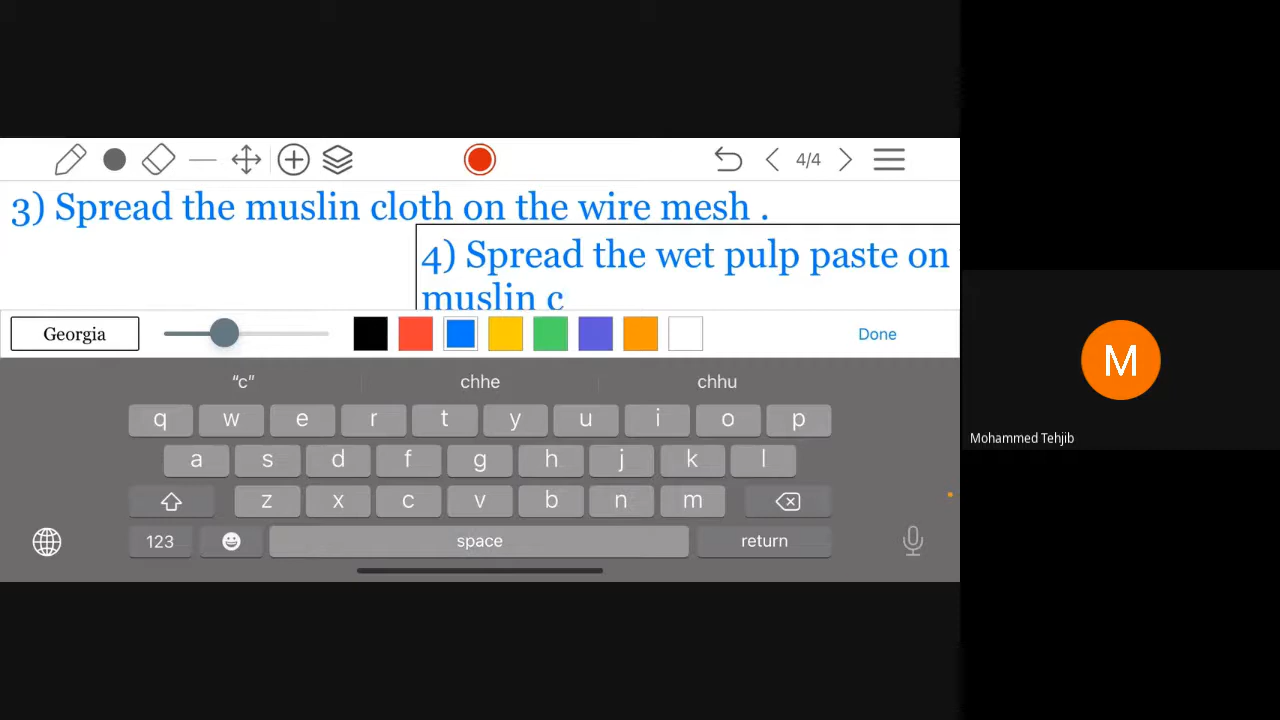 4/4
3) Spread the muslin cloth on the wire mesh .
4) Spread the wet pulp paste on
muslin c
Georgia
Done
“c” chhe chhu
q w e r t y u i o p
a s d f g h j k l
z x c v b n m
123 space return
M
Mohammed Tehjib